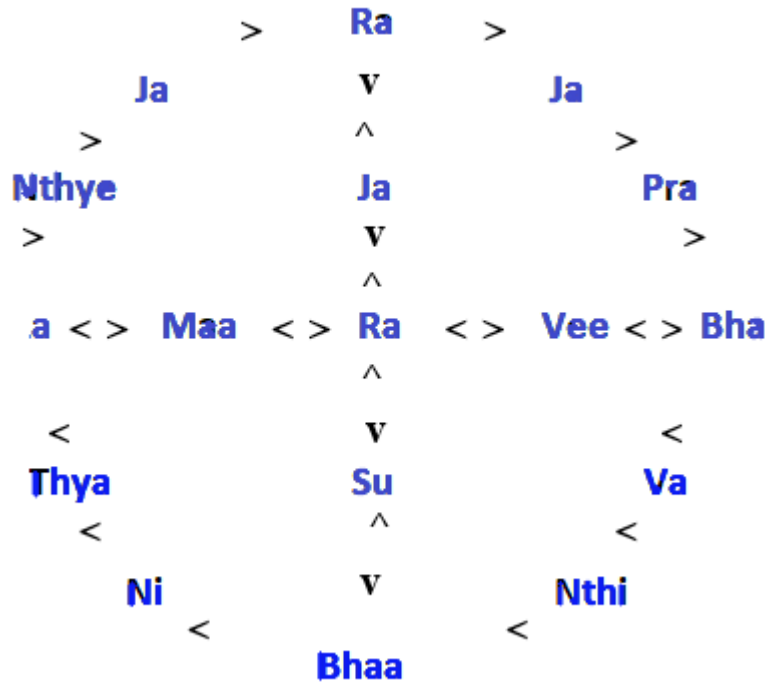 > Ra >
Ja v Ja
> ^ >
Nthye Ja Pra
> v >
^
a < > Maa < > Ra < > Vee < > Bha
^
< v <
Thya Su Va
< ^ <
Ni v Nthi
< <
Bhaa